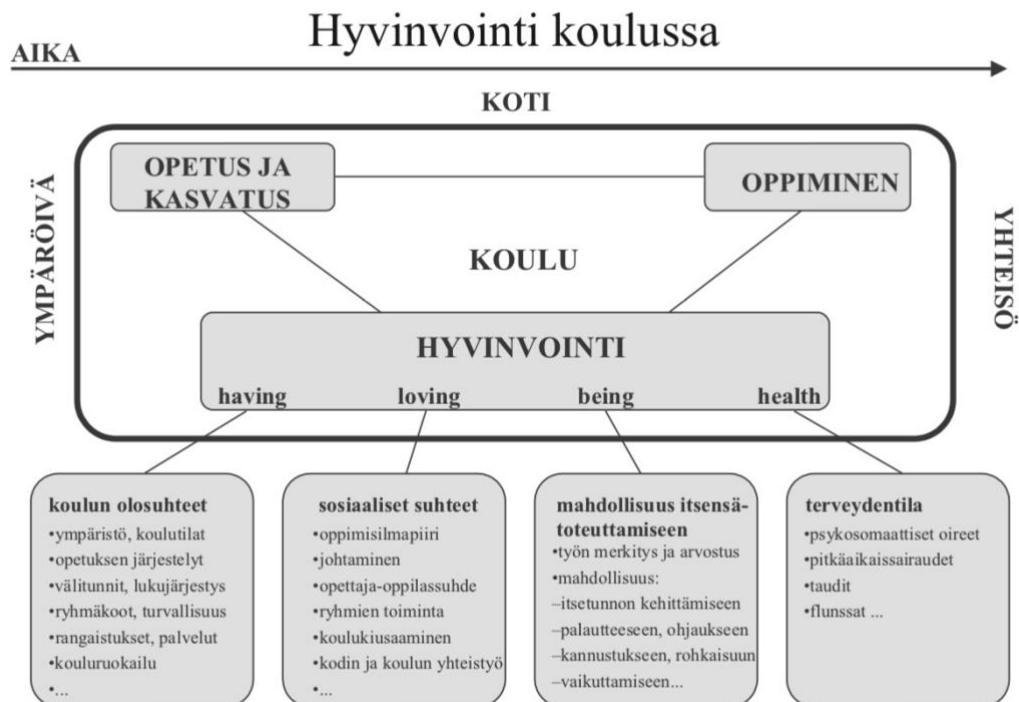 Hyvinvointi koulussa
AIKA
KOTI
YMPÄRÖIVÄ
OPETUS JA
KASVATUS
OPPIMINEN
YHTEISÖ
KOULU
HYVINVOINTI
having loving being health
koulun olosuhteet
•ympäristö, koulutilat
•opetuksen järjestelyt
•välitunnit, lukujärjestys
•ryhmäkoot, turvallisuus
•rangaistukset, palvelut
•kouluruokailu
•...
sosiaaliset suhteet
•oppimisilmapiiri
•johtaminen
•opettaja-oppilassuhde
•ryhmien toiminta
•koulukiusaaminen
•kodin ja koulun yhteistyö
•...
mahdollisuus itsensä-
toteuttamiseen
•työn merkitys ja arvostus
•mahdollisuus:
–itsetunnon kehittämiseen
–palautteeseen, ohjaukseen
–kannustukseen, rohkaisuun
–vaikuttamiseen...
terveydentila
•psykosomaattiset oireet
•pitkäaikaissairaudet
•taudit
•flunssat ...